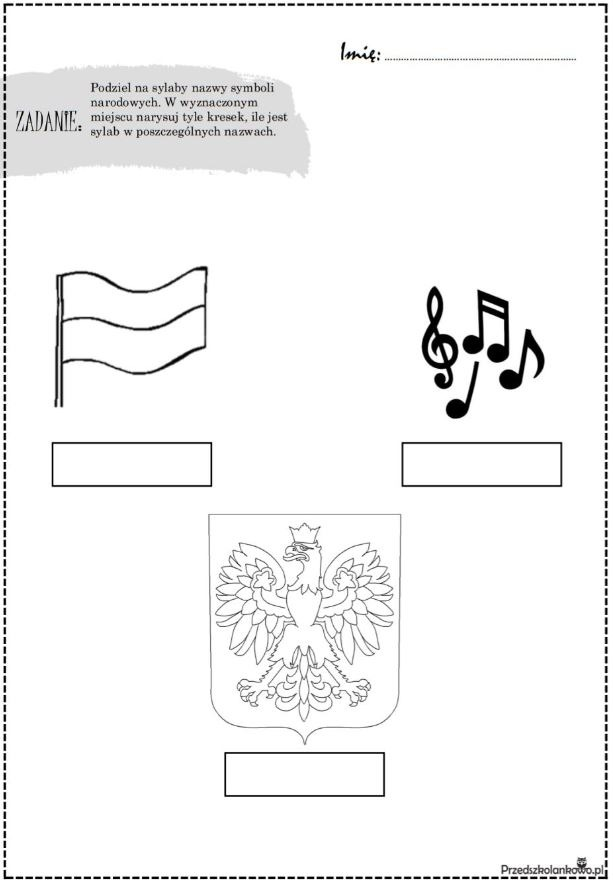 Imię: ........................................................
ZADANIE:
Podziel na sylaby nazwy symboli
narodowych. W wyznaczonym
miejscu narysuj tyle kresek, ile jest
sylab w poszczególnych nazwach.
Przedszkolankowo.pl